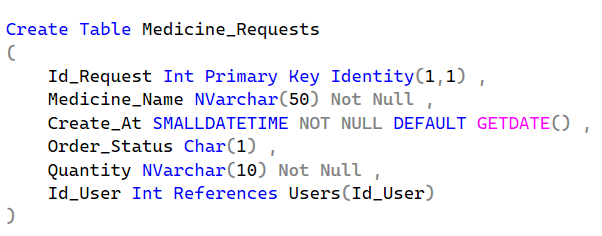 Create Table Medicine_Requests
(
Id_Request Int Primary Key Identity(1,1) ,
Medicine_Name NVarchar(50) Not Null ,
Create_At SMALLDATETIME NOT NULL DEFAULT GETDATE() ,
Order_Status Char(1) ,
Quantity NVarchar(10) Not Null ,
Id_User Int References Users(Id_User)
)